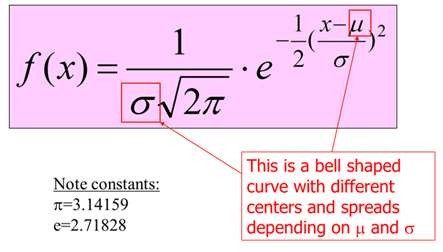 f(x) = 1/(σ√2π) · e^(-1/2((x-μ)/σ)^2)
This is a bell shaped
curve with different
centers and spreads
depending on μ and σ
Note constants:
π=3.14159
e=2.71828